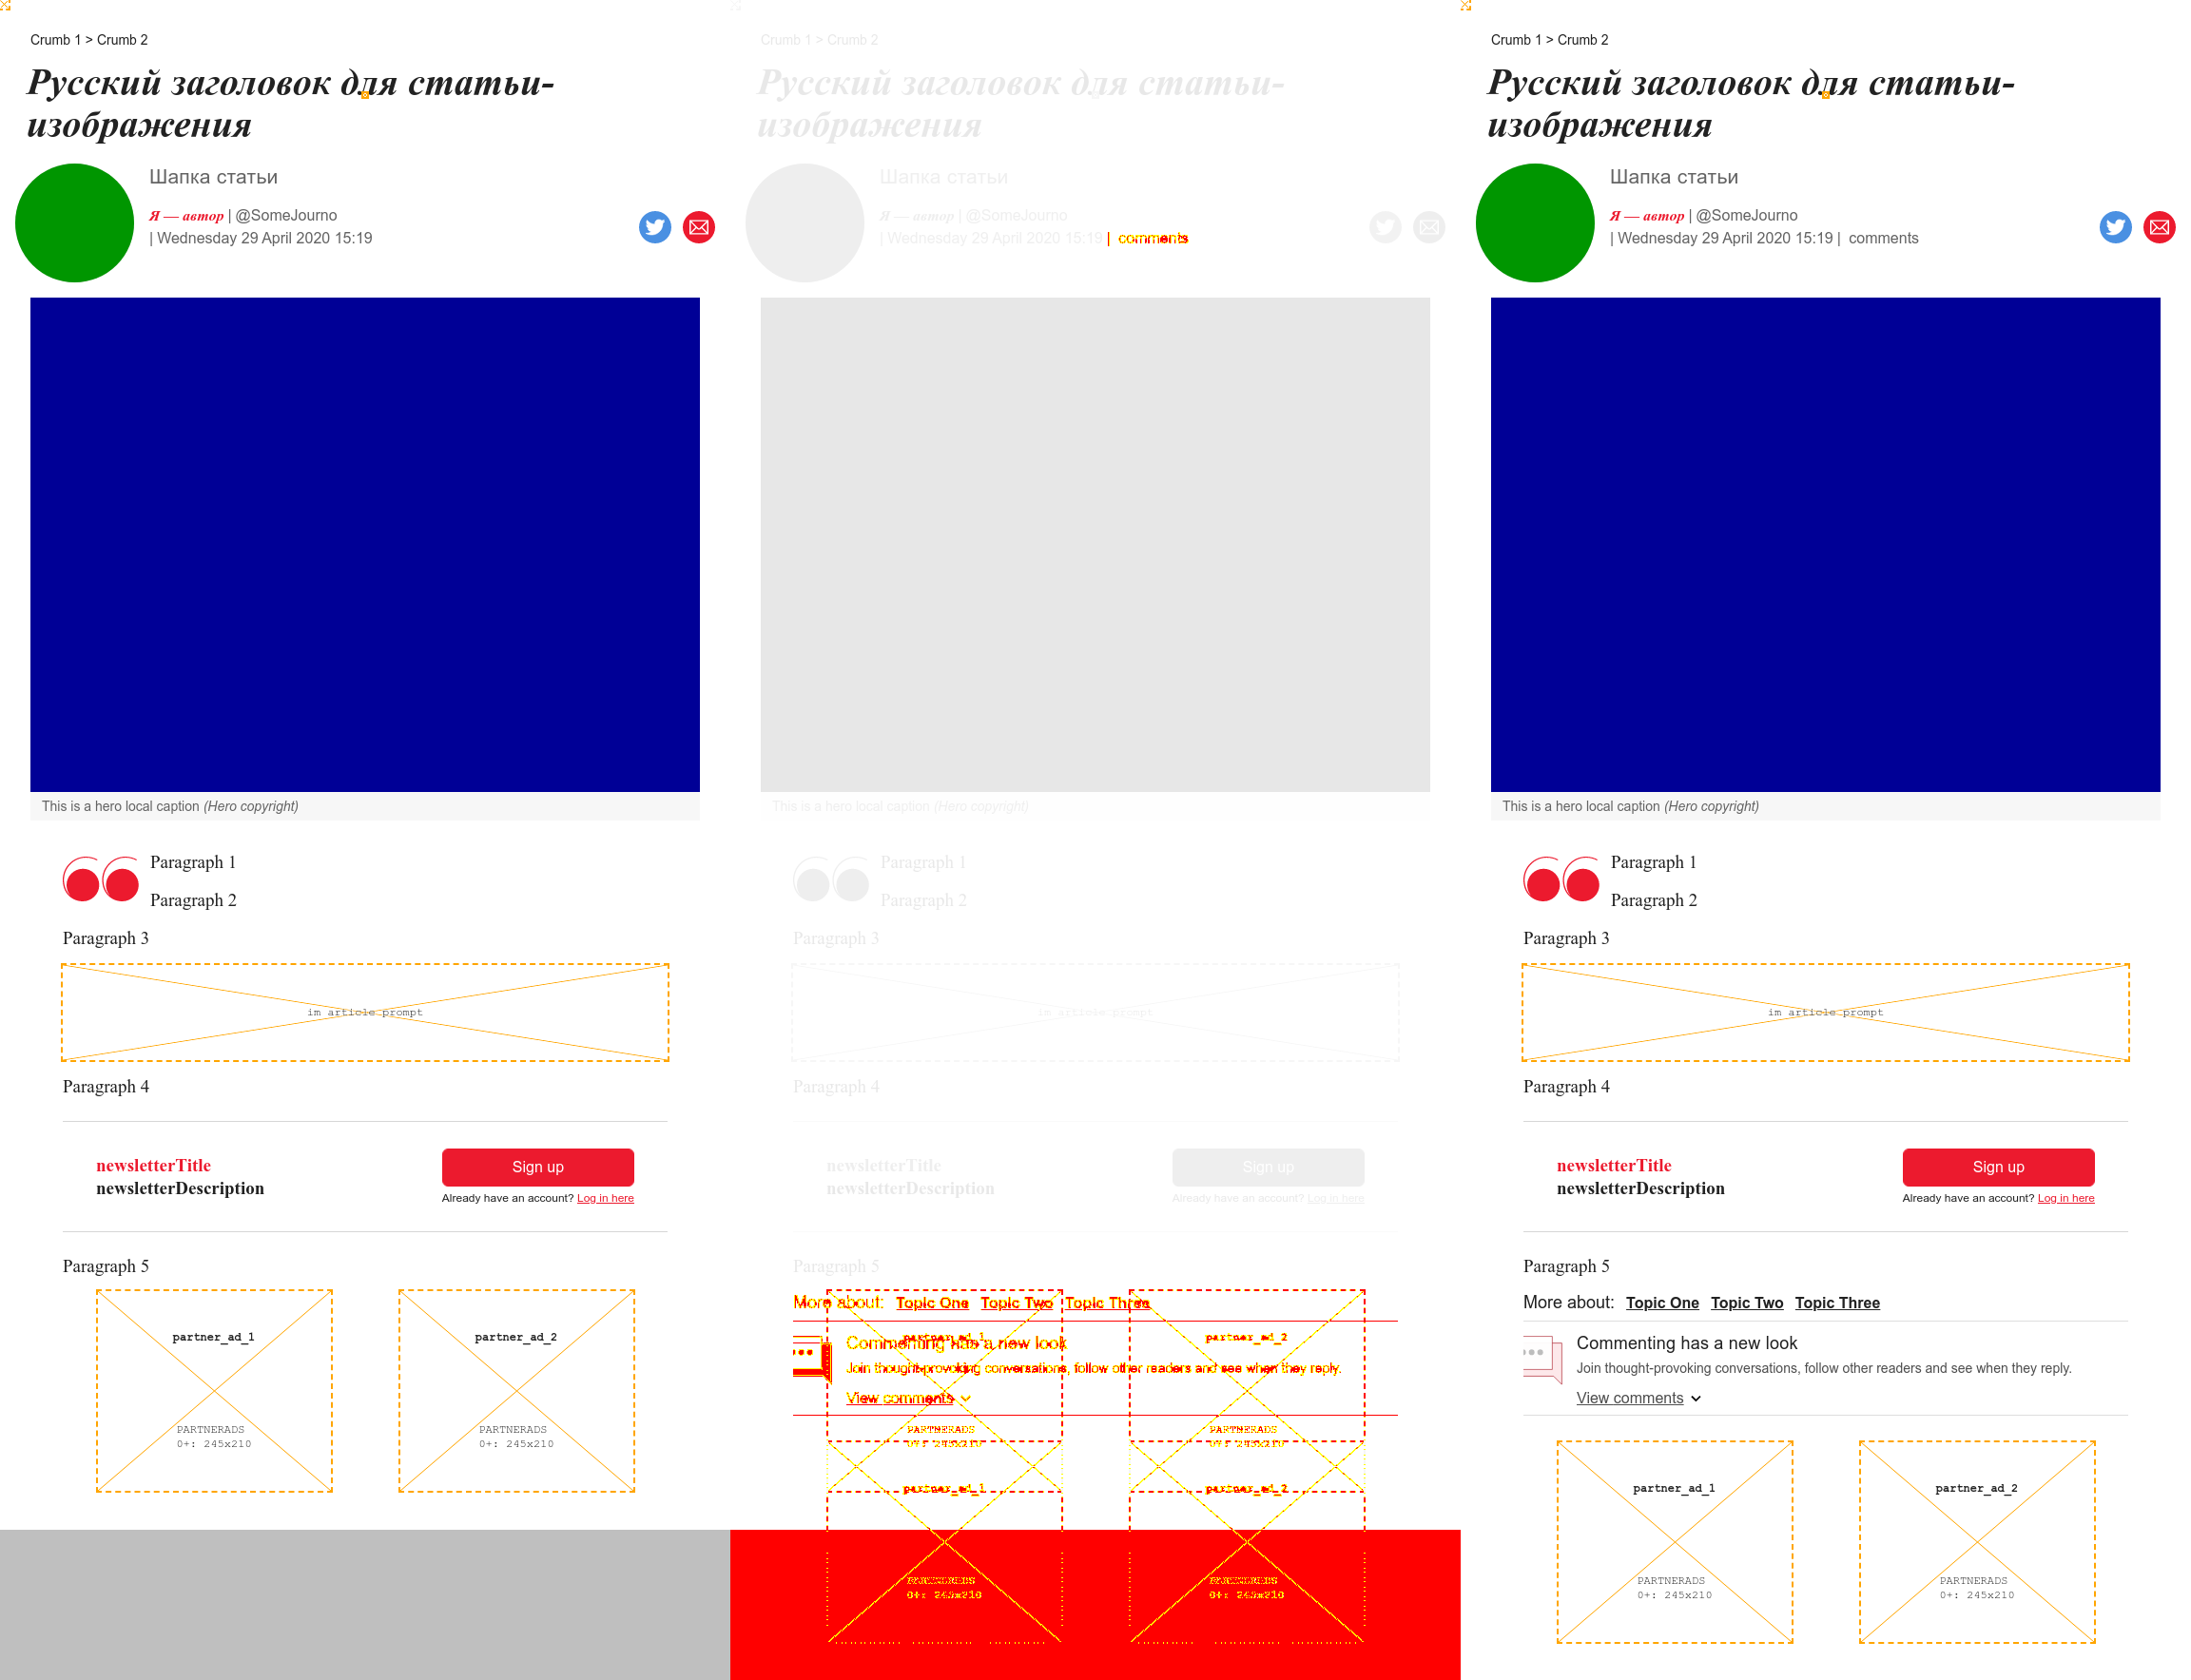 Crumb 1 > Crumb 2
Русский заголовок для статьи-
изображения
Шапка статьи
Я — автор | @SomeJourno
| Wednesday 29 April 2020 15:19
This is a hero local caption (Hero copyright)
Paragraph 1
Paragraph 2
Paragraph 3
im article prompt
Paragraph 4
newsletterTitle
newsletterDescription
Sign up
Already have an account? Log in here
Paragraph 5
partner_ad_1
PARTNERADS
0+: 245x210
partner_ad_2
PARTNERADS
0+: 245x210
Crumb 1 > Crumb 2
Русский заголовок для статьи-
изображения
Шапка статьи
Я — автор | @SomeJourno
| Wednesday 29 April 2020 15:19 | comments
This is a hero local caption (Hero copyright)
Paragraph 1
Paragraph 2
Paragraph 3
im article prompt
Paragraph 4
newsletterTitle
newsletterDescription
Sign up
Already have an account? Log in here
Paragraph 5
More about: Topic One Topic Two Topic Three
partner_ad_1
partner_ad_2
Commenting has a new look
Join thought-provoking conversations, follow other readers and see when they reply.
View comments
PARTNERADS
0+: 245x210
PARTNERADS
0+: 245x210
partner_ad_1
partner_ad_2
PARTNERADS
0+: 245x210
PARTNERADS
0+: 245x210
Crumb 1 > Crumb 2
Русский заголовок для статьи-
изображения
Шапка статьи
Я — автор | @SomeJourno
| Wednesday 29 April 2020 15:19 | comments
This is a hero local caption (Hero copyright)
Paragraph 1
Paragraph 2
Paragraph 3
im article prompt
Paragraph 4
newsletterTitle
newsletterDescription
Sign up
Already have an account? Log in here
Paragraph 5
More about: Topic One Topic Two Topic Three
Commenting has a new look
Join thought-provoking conversations, follow other readers and see when they reply.
View comments
partner_ad_1
PARTNERADS
0+: 245x210
partner_ad_2
PARTNERADS
0+: 245x210